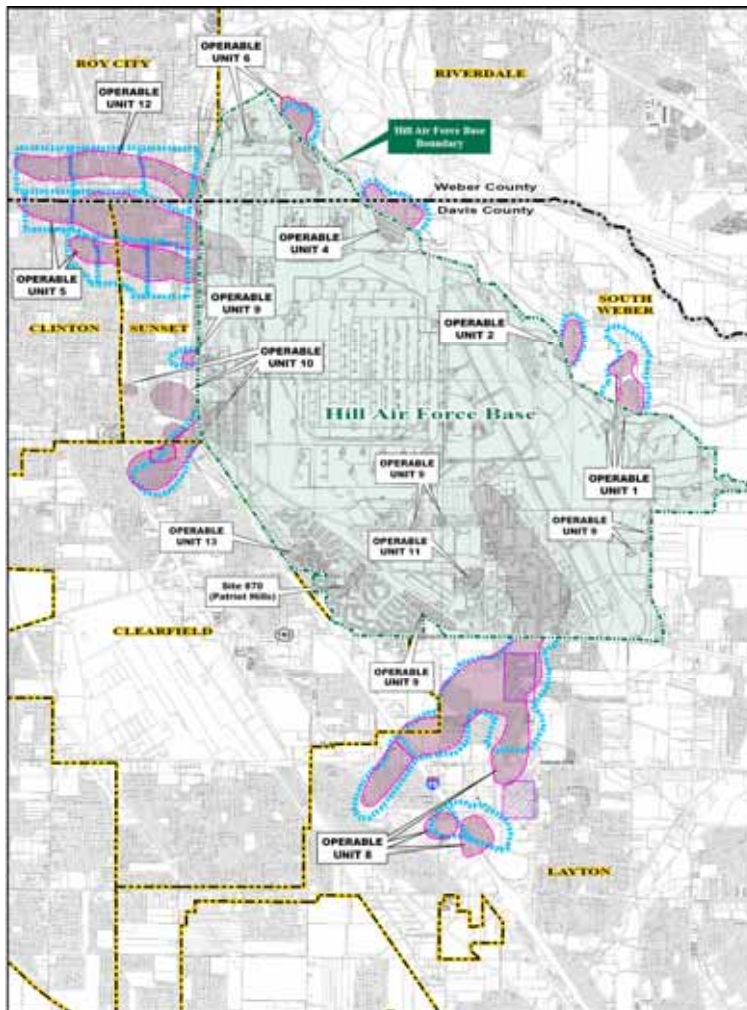 OPERABLE
UNIT 6
ROY CITY
RIVERDALE
OPERABLE
UNIT 12
Hill Air Force Base
Boundary
Weber County
Davis County
OPERABLE
UNIT 4
OPERABLE
UNIT 5
OPERABLE
UNIT 9
SOUTH
WEBER
CLINTON
SUNSET
OPERABLE
UNIT 2
OPERABLE
UNIT 10
Hill Air Force Base
OPERABLE
UNIT 9
OPERABLE
UNIT 1
OPERABLE
UNIT 13
OPERABLE
UNIT 11
OPERABLE
UNIT 9
Site 870
(Patriot Hills)
CLEARFIELD
OPERABLE
UNIT 9
OPERABLE
UNIT 8
LAYTON